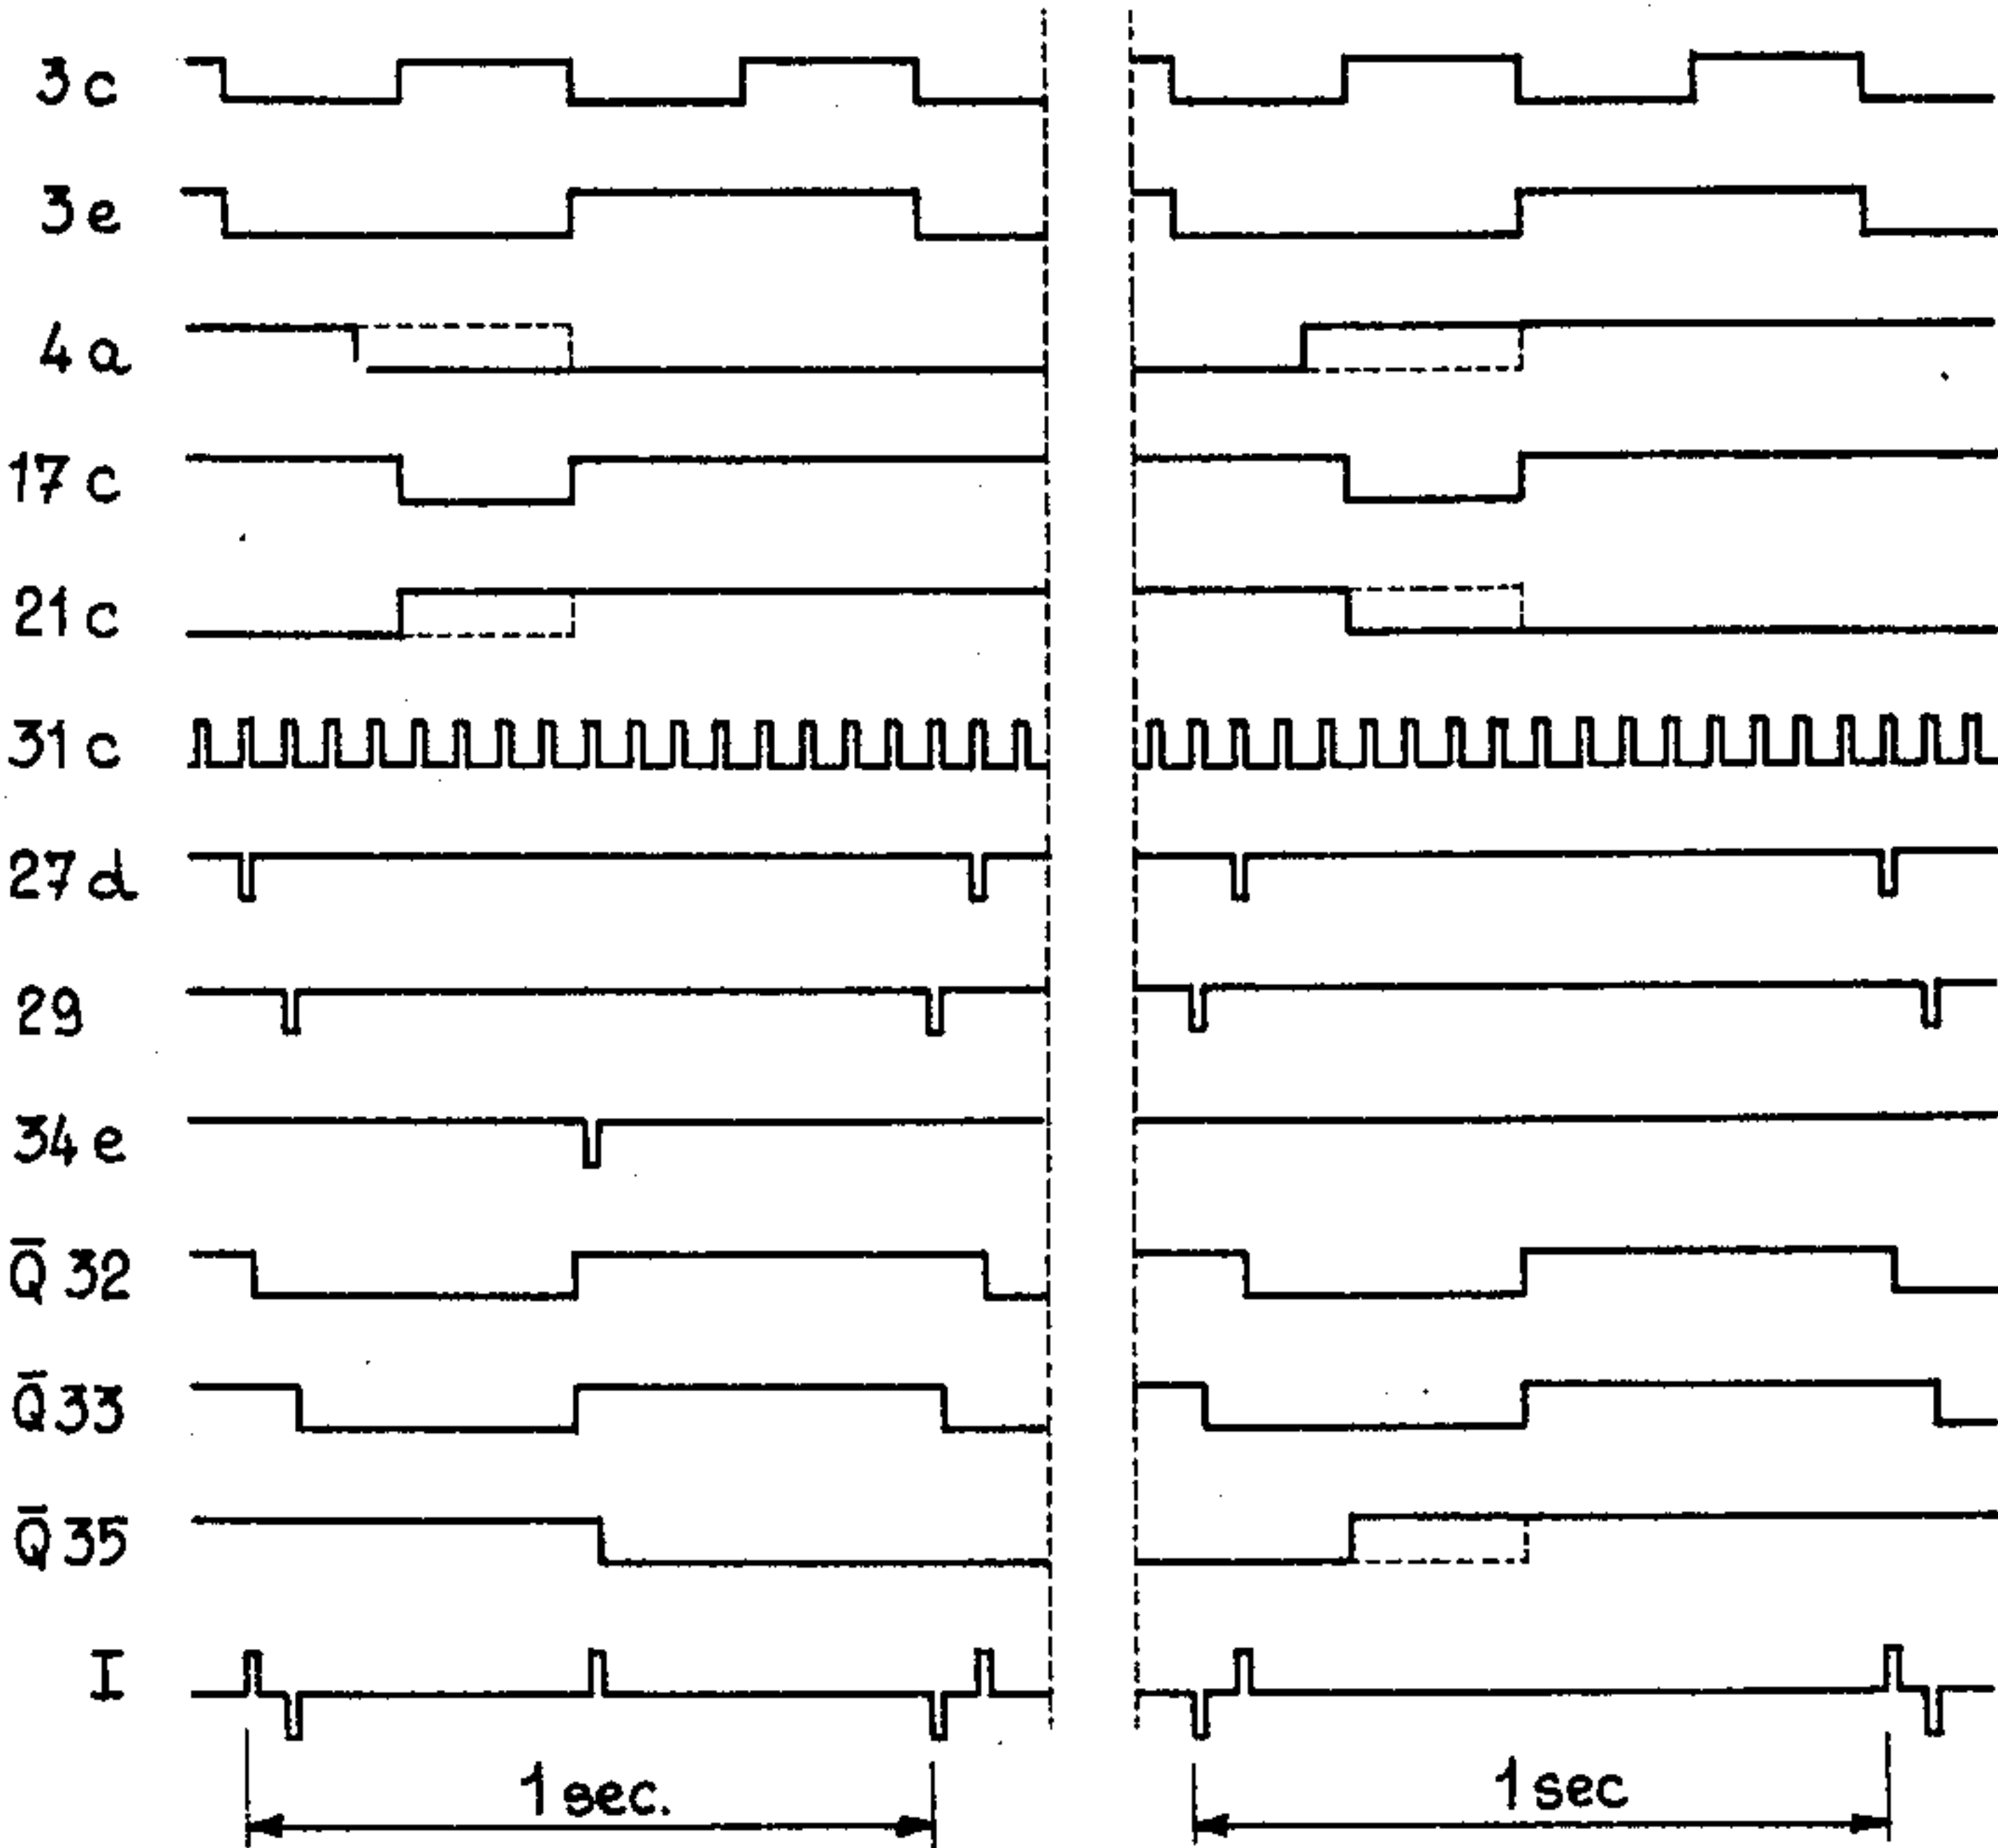 3c
3e
4a
17c
21c
31c
27d
29
34e
Q̅ 32
Q̅ 33
Q̅ 35
I
1 sec. 1 sec